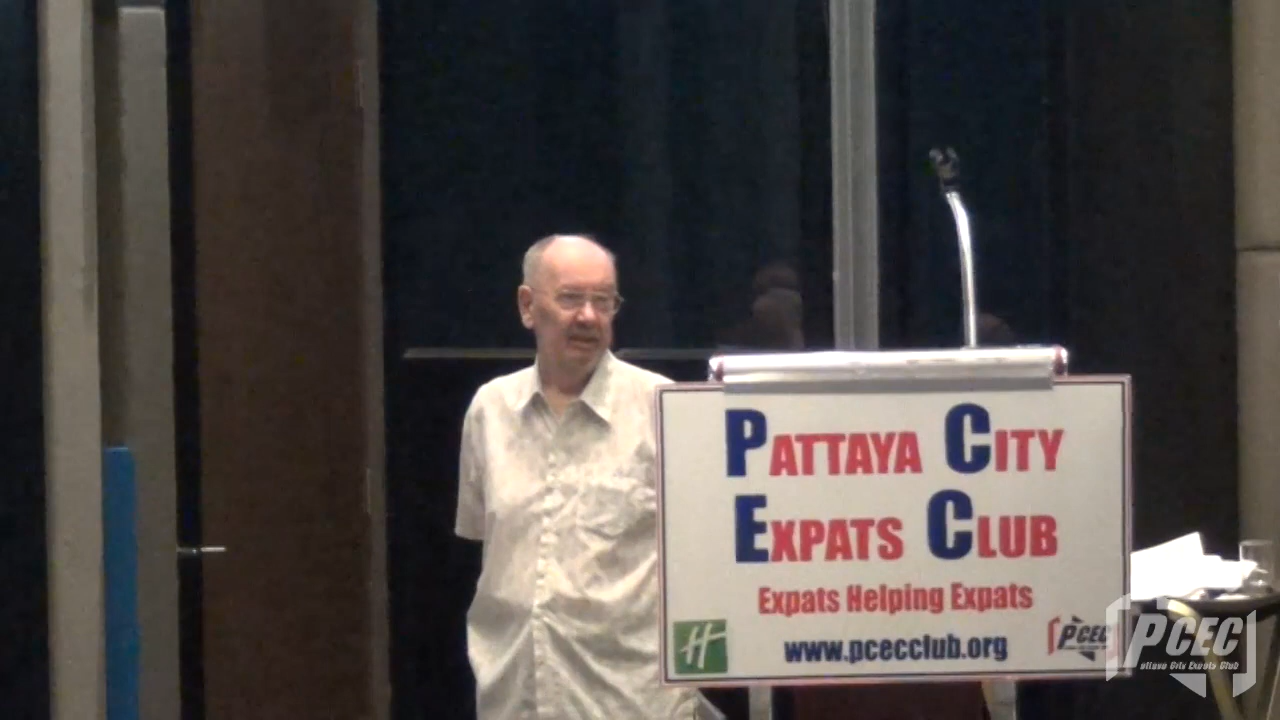 PATTAYA CITY
EXPATS CLUB
Expats Helping Expats
H
www.pcecclub.org
PCEC
PCEC